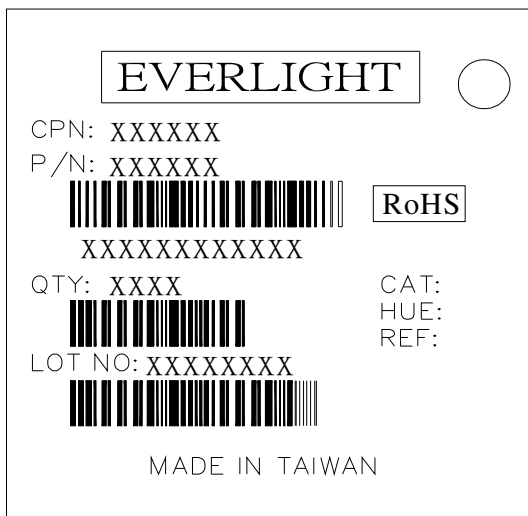 EVERLIGHT
CPN: XXXXXX
P/N: XXXXXX
RoHS
XXXXXXXXXXXX
QTY: XXXX
CAT:
HUE:
REF:
LOT NO: XXXXXXXX
MADE IN TAIWAN